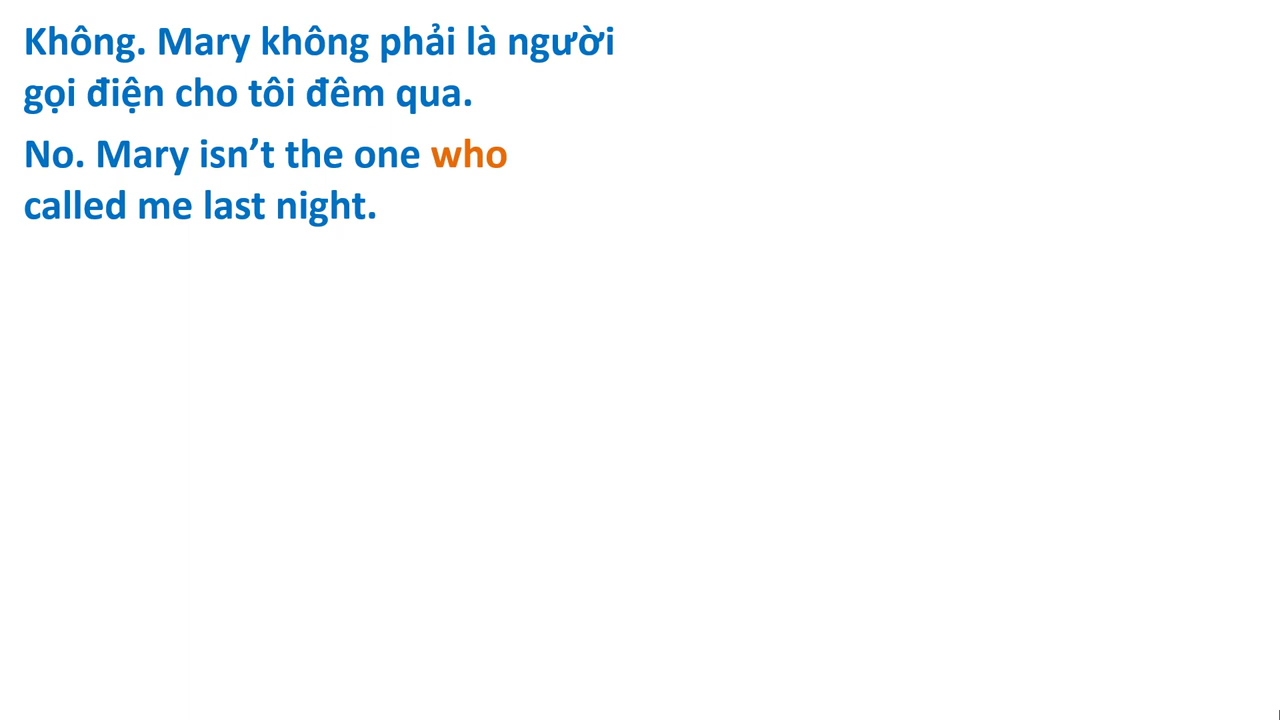 Không. Mary không phải là người
gọi điện cho tôi đêm qua.
No. Mary isn’t the one who
called me last night.